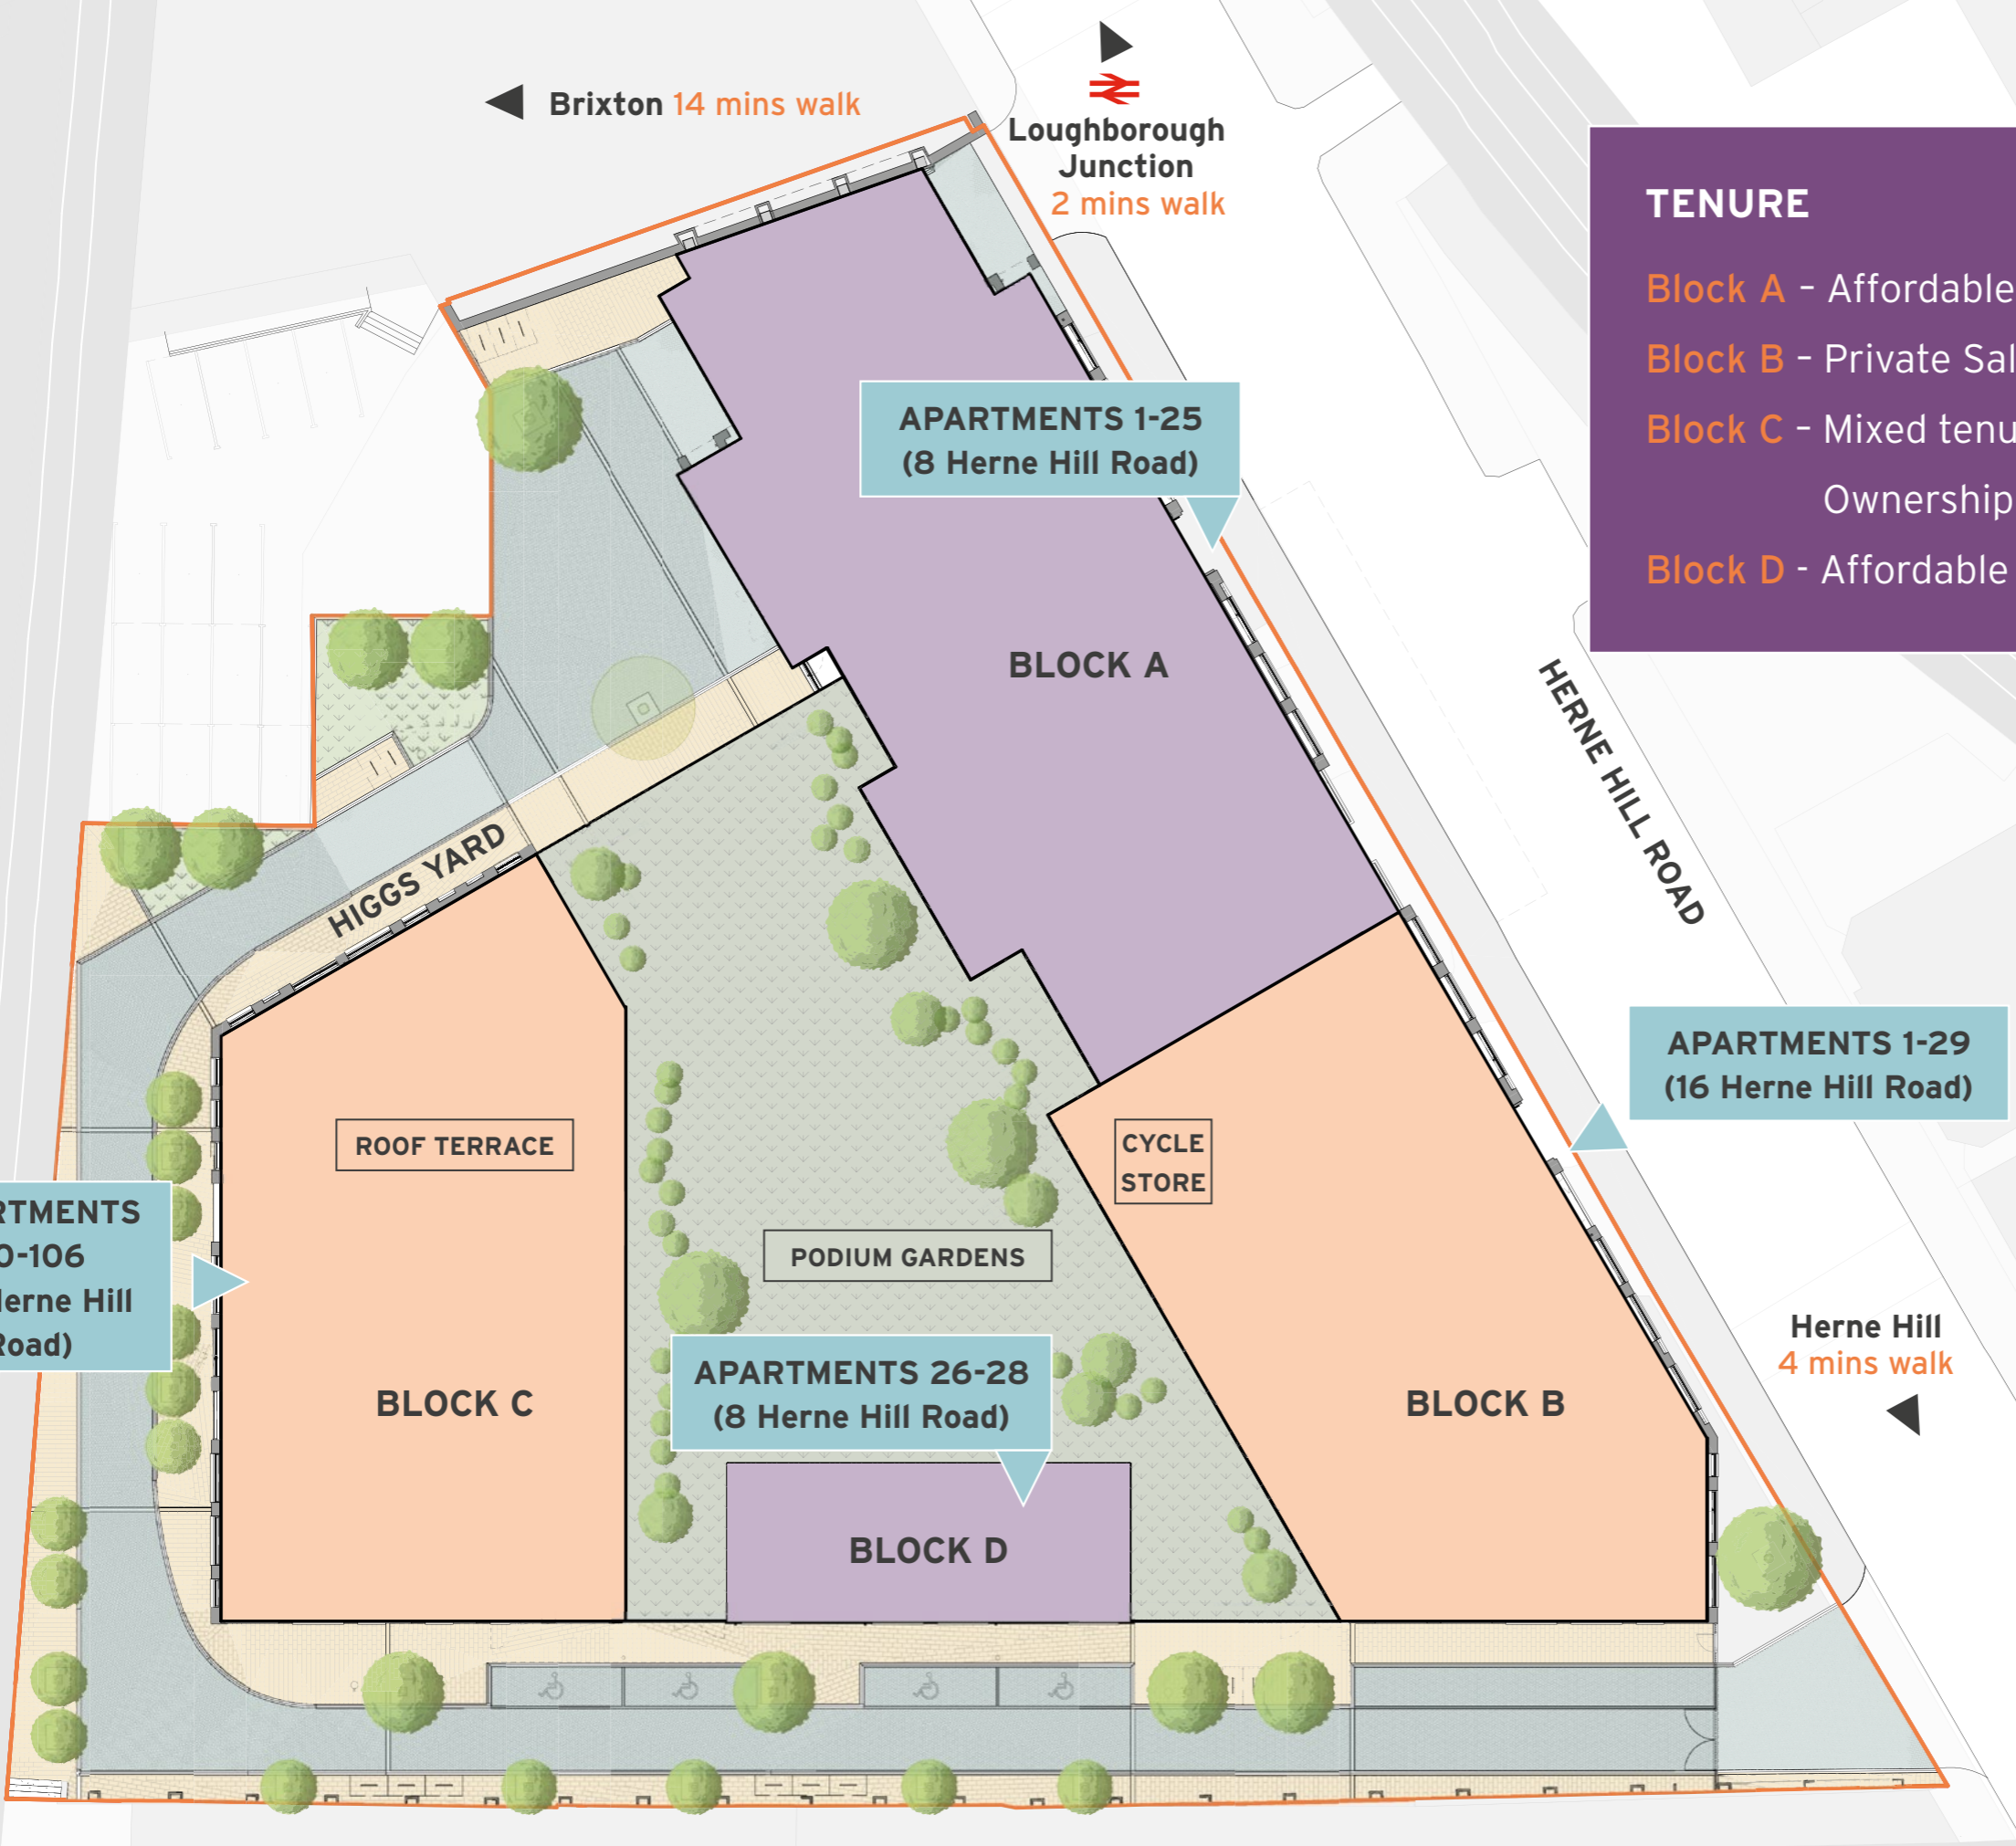 Brixton 14 mins walk
Loughborough
Junction
2 mins walk
TENURE
Block A – Affordable
Block B – Private Sal
Block C – Mixed tenu
Ownership
Block D - Affordable
APARTMENTS 1-25
(8 Herne Hill Road)
BLOCK A
HERNE HILL ROAD
HIGGS YARD
APARTMENTS 1-29
(16 Herne Hill Road)
ROOF TERRACE
CYCLE
STORE
RTMENTS
0-106
Herne Hill
Road)
PODIUM GARDENS
Herne Hill
4 mins walk
APARTMENTS 26-28
(8 Herne Hill Road)
BLOCK C
BLOCK B
BLOCK D